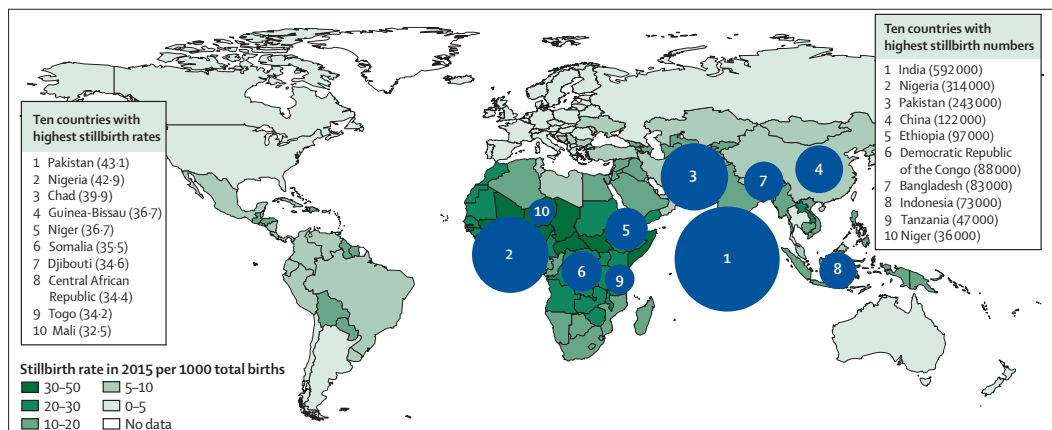 Ten countries with
highest stillbirth rates
1 Pakistan (43·1)
2 Nigeria (42·9)
3 Chad (39·9)
4 Guinea-Bissau (36·7)
5 Niger (36·7)
6 Somalia (35·5)
7 Djibouti (34·6)
8 Central African
Republic (34·4)
9 Togo (34·2)
10 Mali (32·5)
Stillbirth rate in 2015 per 1000 total births
30–50
20–30
10–20
5–10
0–5
No data
10
2
5
6
9
3
7
4
1
8
Ten countries with
highest stillbirth numbers
1 India (592 000)
2 Nigeria (314 000)
3 Pakistan (243 000)
4 China (122 000)
5 Ethiopia (97 000)
6 Democratic Republic
of the Congo (88 000)
7 Bangladesh (83 000)
8 Indonesia (73 000)
9 Tanzania (47 000)
10 Niger (36 000)